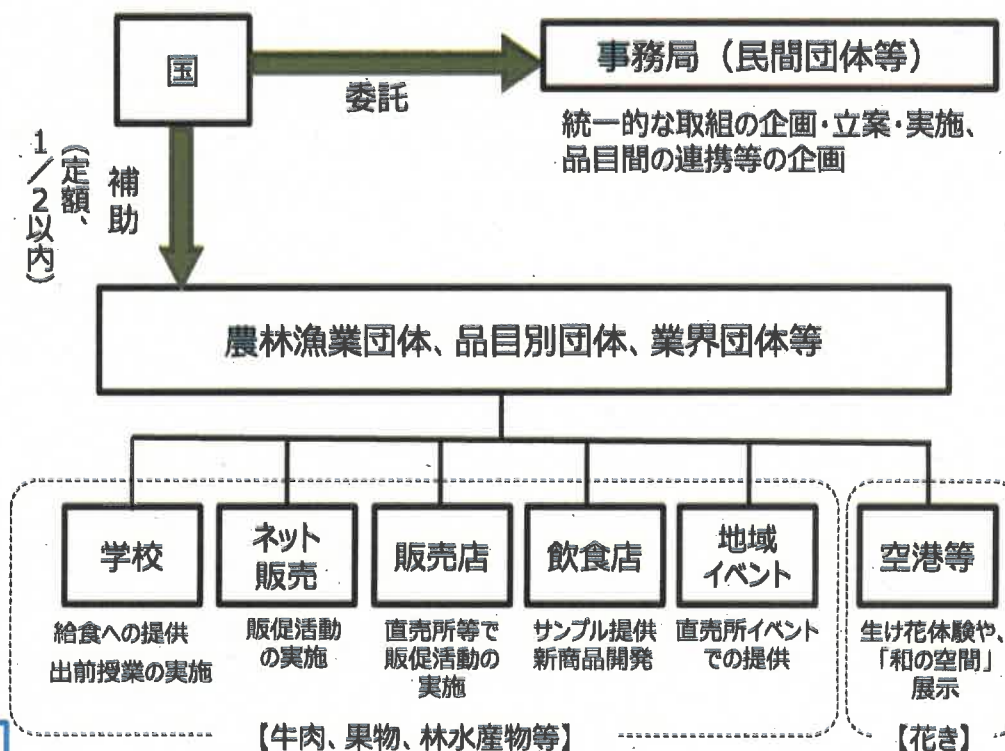 国
事務局（民間団体等）
委託
統一的な取組の企画・立案・実施、
品目間の連携等の企画
補助
（定額、
1／2以内）
農林漁業団体、品目別団体、業界団体等
学校
ネット
販売
販売店
飲食店
地域
イベント
空港等
給食への提供
出前授業の実施
販促活動
の実施
直売所等で
販促活動の
実施
サンプル提供
新商品開発
直売所イベント
での提供
生け花体験や、
「和の空間」
展示
【牛肉、果物、林水産物等】
【花き】